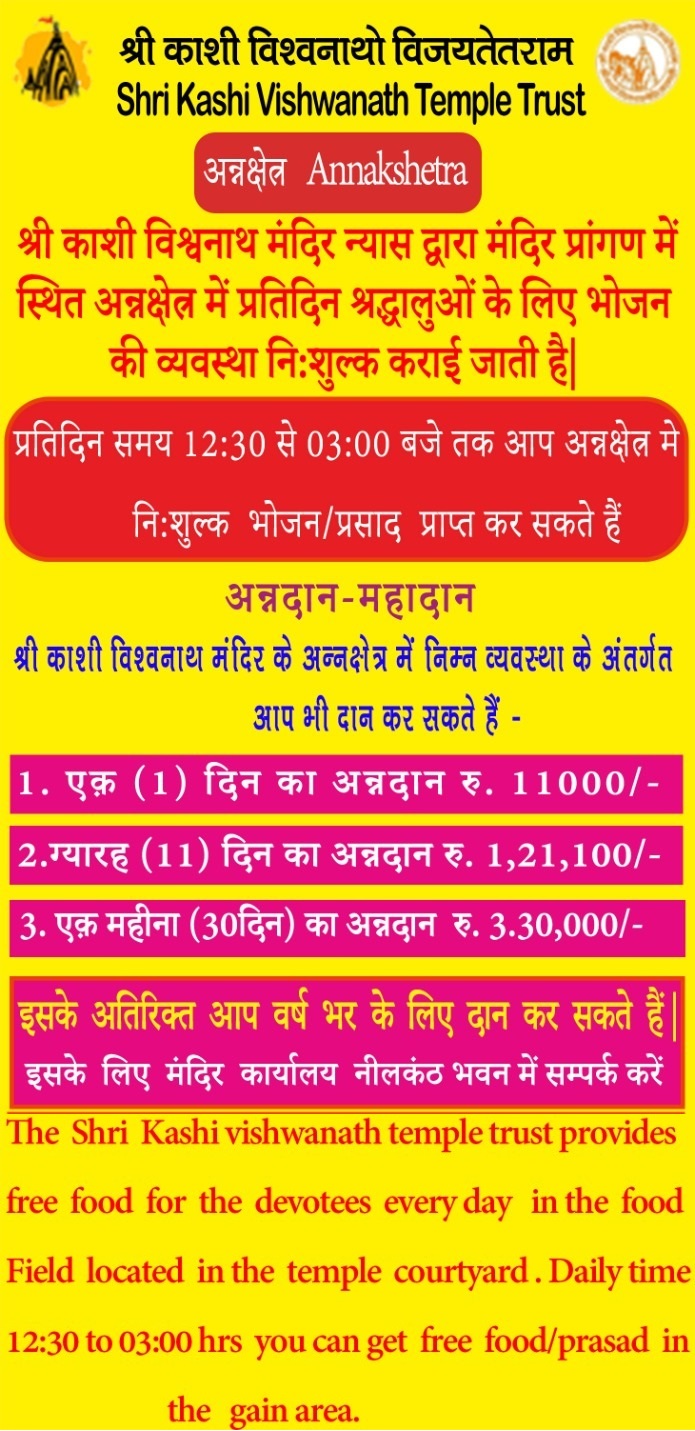 श्री काशी विश्वनाथो विजयतेतराम
Shri Kashi Vishwanath Temple Trust
अन्नक्षेत्र Annakshetra
श्री काशी विश्वनाथ मंदिर न्यास द्वारा मंदिर प्रांगण में
स्थित अन्नक्षेत्र में प्रतिदिन श्रद्धालुओं के लिए भोजन
की व्यवस्था नि:शुल्क कराई जाती है|
प्रतिदिन समय 12:30 से 03:00 बजे तक आप अन्नक्षेत्र मे
नि:शुल्क भोजन/प्रसाद प्राप्त कर सकते हैं
अन्नदान-महादान
श्री काशी विश्वनाथ मंदिर के अन्नक्षेत्र में निम्न व्यवस्था के अंतर्गत
आप भी दान कर सकते हैं -
1. एक़ (1) दिन का अन्नदान रु. 11000/-
2.ग्यारह (11) दिन का अन्नदान रु. 1,21,100/-
3. एक़ महीना (30दिन) का अन्नदान रु. 3.30,000/-
इसके अतिरिक्त आप वर्ष भर के लिए दान कर सकते हैं|
इसके लिए मंदिर कार्यालय नीलकंठ भवन में सम्पर्क करें
The Shri Kashi vishwanath temple trust provides
free food for the devotees every day in the food
Field located in the temple courtyard . Daily time
12:30 to 03:00 hrs you can get free food/prasad in
the gain area.